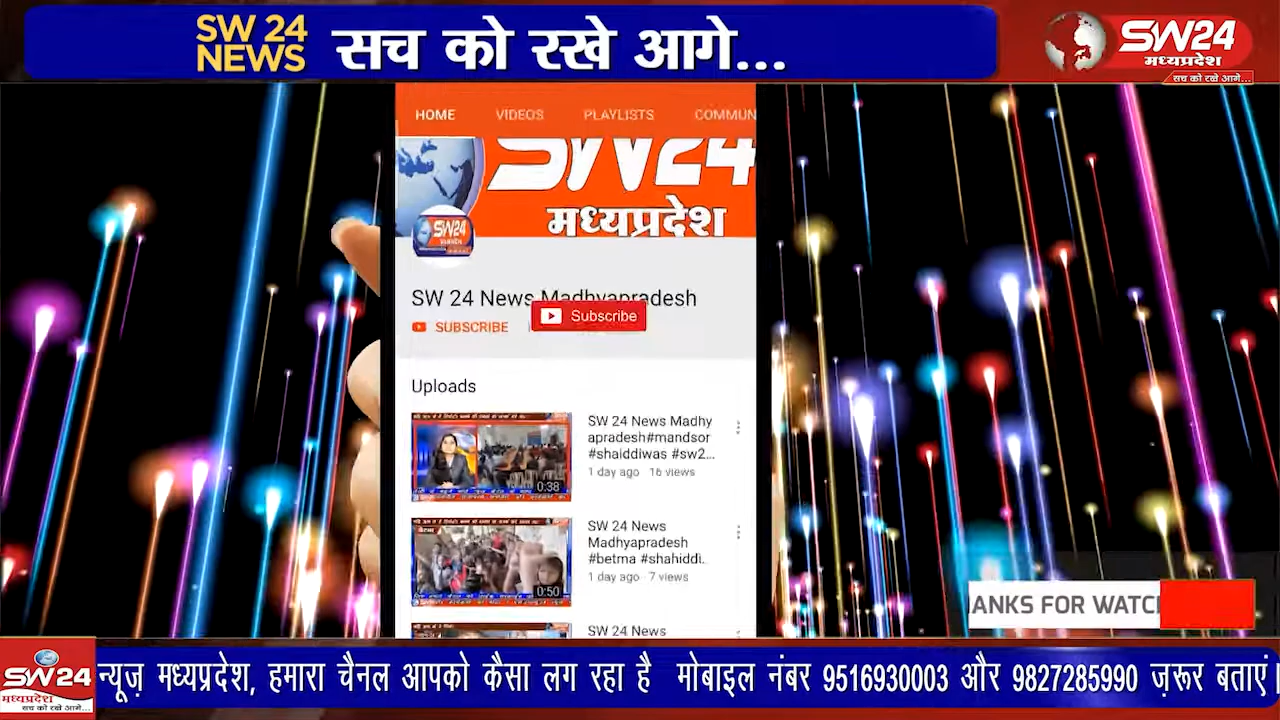 SW 24
NEWS
सच को रखे आगे...
SW24
मध्यप्रदेश
सच को रखे आगे...
HOME VIDEOS PLAYLISTS COMMUN
SW24
मध्यप्रदेश
SW24
SW 24 News Madhyapradesh
SUBSCRIBE
Subscribe
Uploads
SW 24 News Madhy
apradesh#mandsor
#shaiddiwas #sw2...
1 day ago · 16 views
0:38
SW 24 News
Madhyapradesh
#betma #shahiddi..
1 day ago · 7 views
0:50
SW 24 News
ANKS FOR WATC
SW24
मध्यप्रदेश
सच को रखे आगे...
न्यूज़ मध्यप्रदेश, हमारा चैनल आपको कैसा लग रहा है मोबाइल नंबर 9516930003 और 9827285990 ज़रूर बताएं